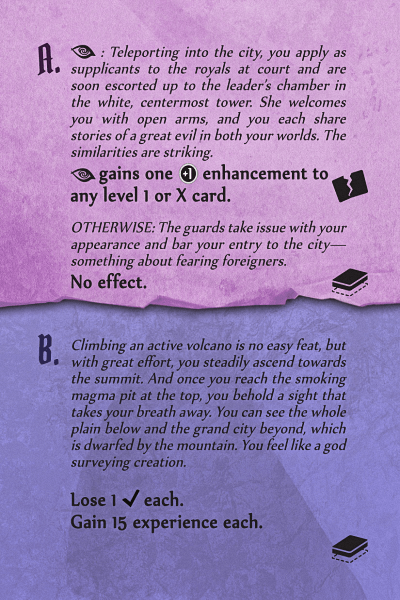 A.
: Teleporting into the city, you apply as
supplicants to the royals at court and are
soon escorted up to the leader's chamber in
the white, centermost tower. She welcomes
you with open arms, and you each share
stories of a great evil in both your worlds. The
similarities are striking.
gains one +1 enhancement to
any level 1 or X card.
OTHERWISE: The guards take issue with your
appearance and bar your entry to the city—
something about fearing foreigners.
No effect.
B.
Climbing an active volcano is no easy feat, but
with great effort, you steadily ascend towards
the summit. And once you reach the smoking
magma pit at the top, you behold a sight that
takes your breath away. You can see the whole
plain below and the grand city beyond, which
is dwarfed by the mountain. You feel like a god
surveying creation.
Lose 1 ✔ each.
Gain 15 experience each.